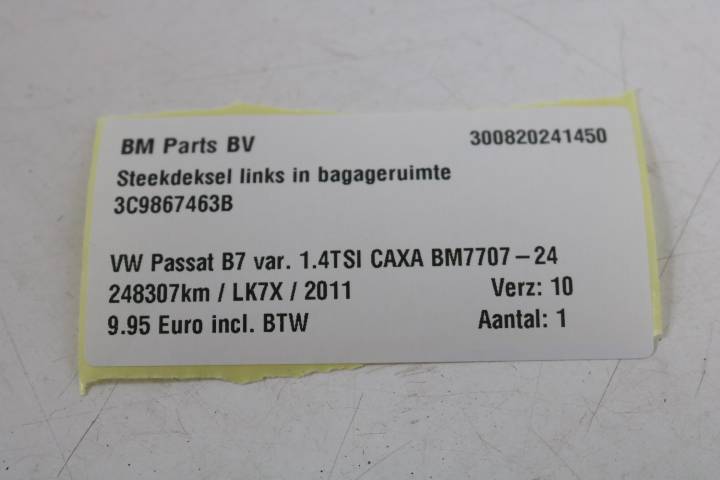 BM Parts BV 300820241450
Steekdeksel links in bagageruimte
3C9867463B
VW Passat B7 var. 1.4TSI CAXA BM7707-24
248307km / LK7X / 2011 Verz: 10
9.95 Euro incl. BTW Aantal: 1